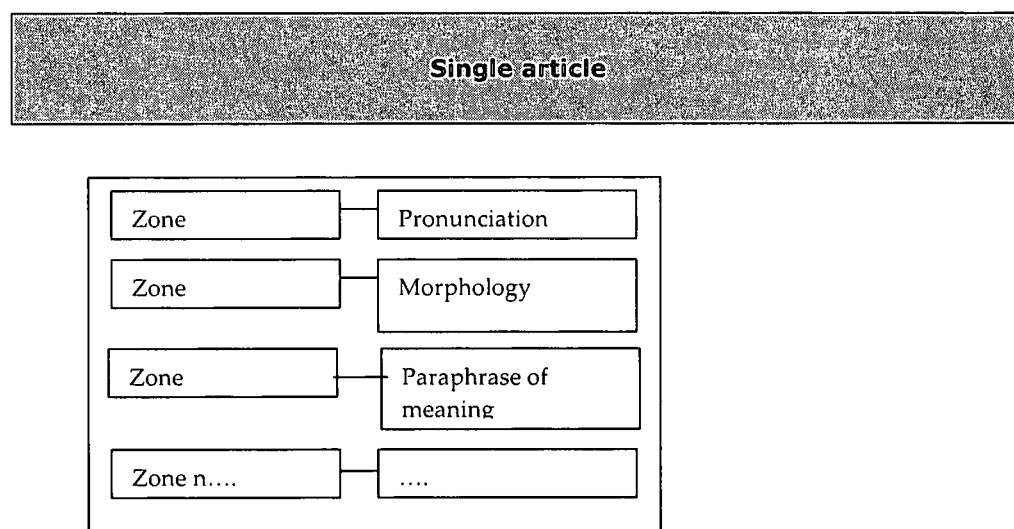 Single article
Zone
Pronunciation
Zone
Morphology
Zone
Paraphrase of
meaning
Zone n....
....